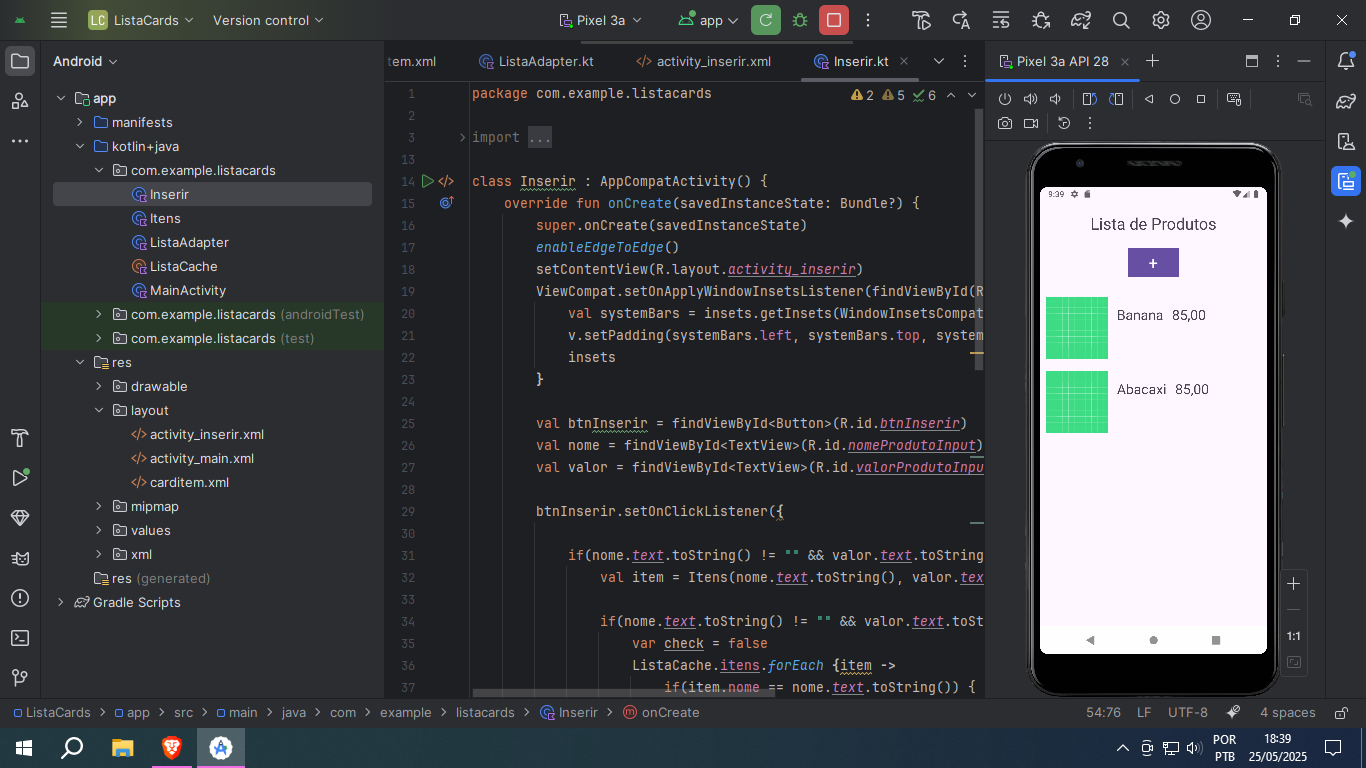 LC ListaCards Version control Pixel 3a app
Android
app
manifests
kotlin+java
com.example.listacards
Inserir
Itens
ListaAdapter
ListaCache
MainActivity
com.example.listacards (androidTest)
com.example.listacards (test)
res
drawable
layout
activity_inserir.xml
activity_main.xml
carditem.xml
mipmap
values
xml
res (generated)
Gradle Scripts
tem.xml ListaAdapter.kt activity_inserir.xml Inserir.kt
2 5 6
1 package com.example.listacards
2
3 import ...
13
14 class Inserir : AppCompatActivity() {
15 override fun onCreate(savedInstanceState: Bundle?) {
16 super.onCreate(savedInstanceState)
17 enableEdgeToEdge()
18 setContentView(R.layout.activity_inserir)
19 ViewCompat.setOnApplyWindowInsetsListener(findViewById(R
20 val systemBars = insets.getInsets(WindowInsetsCompat
21 v.setPadding(systemBars.left, systemBars.top, system
22 insets
23 }
24
25 val btnInserir = findViewById<Button>(R.id.btnInserir)
26 val nome = findViewById<TextView>(R.id.nomeProdutoInput)
27 val valor = findViewById<TextView>(R.id.valorProdutoInpu
28
29 btnInserir.setOnClickListener({
30
31 if(nome.text.toString() != "" && valor.text.toString
32 val item = Itens(nome.text.toString(), valor.tex
33
34 if(nome.text.toString() != "" && valor.text.toSt
35 var check = false
36 ListaCache.itens.forEach {item ->
37 if(item.nome == nome.text.toString()) {
Pixel 3a API 28
9:39
Lista de Produtos
+
Banana 85,00
Abacaxi 85,00
1:1
ListaCards > app > src > main > java > com > example > listacards > Inserir > onCreate
54:76 LF UTF-8 4 spaces
POR
PTB
18:39
25/05/2025